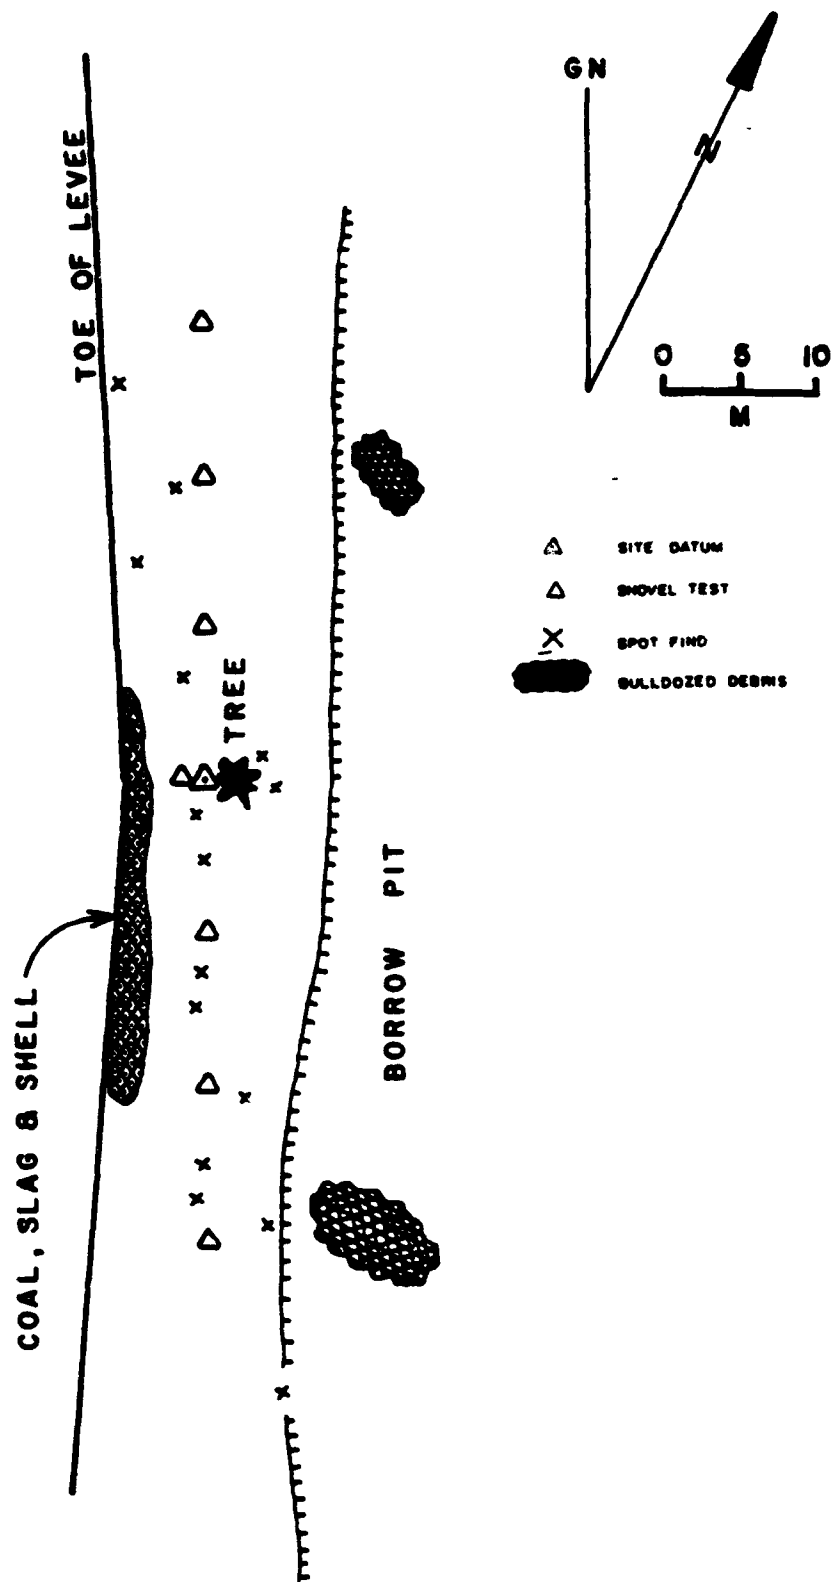 GN
N
0 5 10
M
TOE OF LEVEE
SITE DATUM
SHOVEL TEST
SPOT FIND
BULLDOZED DEBRIS
TREE
BORROW PIT
COAL, SLAG & SHELL